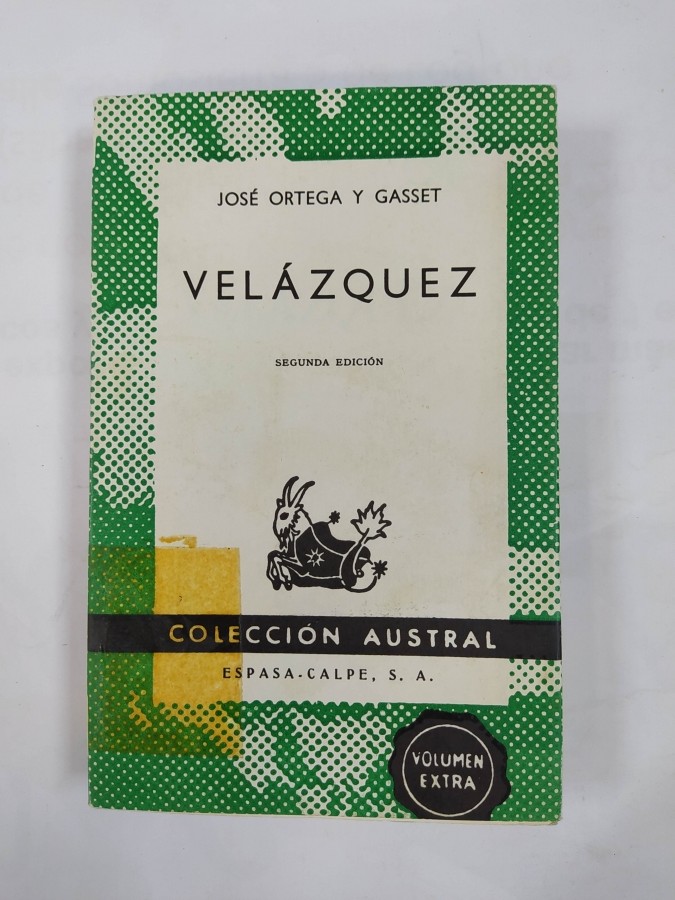 JOSÉ ORTEGA Y GASSET
VELÁZQUEZ
SEGUNDA EDICIÓN
COLECCIÓN AUSTRAL
ESPASA-CALPE, S. A.
VOLUMEN
EXTRA